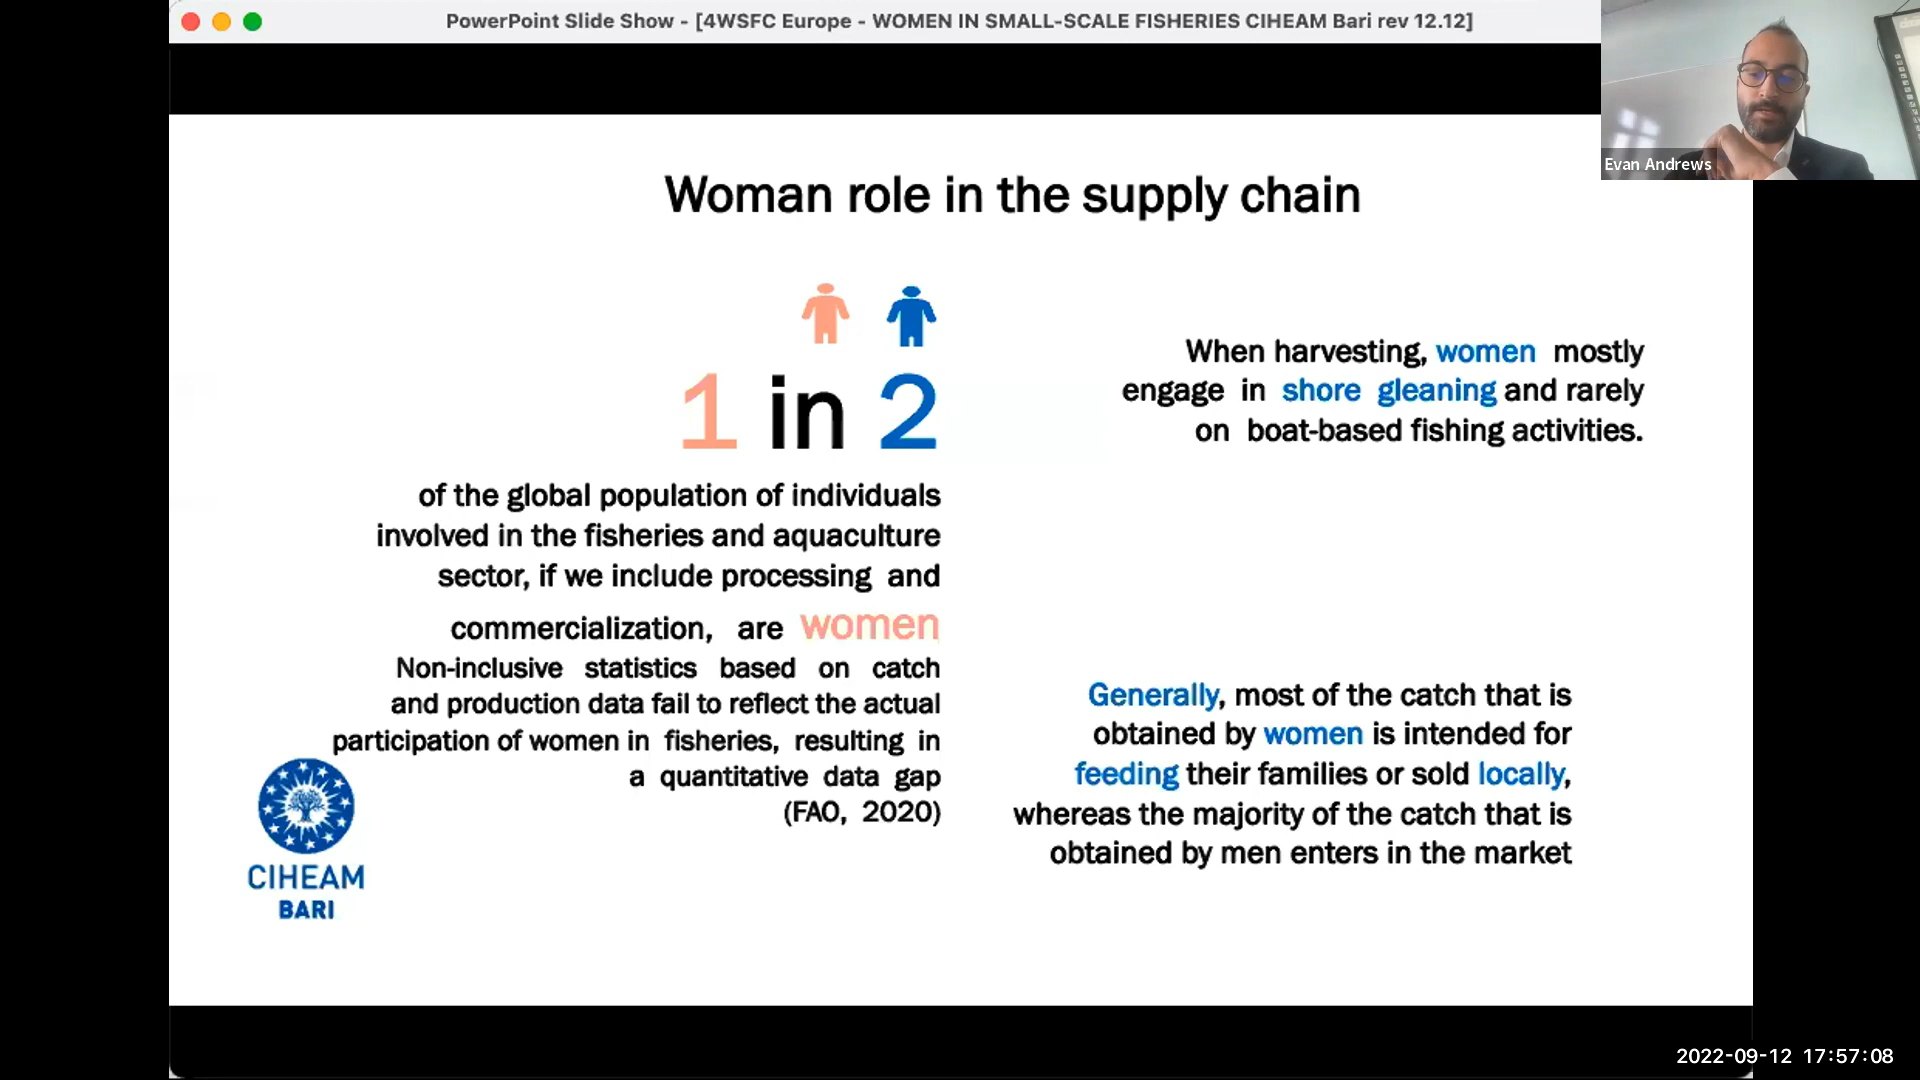 PowerPoint Slide Show - [4WSFC Europe - WOMEN IN SMALL-SCALE FISHERIES CIHEAM Bari rev 12.12]
Evan Andrews
Woman role in the supply chain
1 in 2
of the global population of individuals
involved in the fisheries and aquaculture
sector, if we include processing and
commercialization, are women
Non-inclusive statistics based on catch
and production data fail to reflect the actual
participation of women in fisheries, resulting in
a quantitative data gap
(FAO, 2020)
When harvesting, women mostly
engage in shore gleaning and rarely
on boat-based fishing activities.
Generally, most of the catch that is
obtained by women is intended for
feeding their families or sold locally,
whereas the majority of the catch that is
obtained by men enters in the market
CIHEAM
BARI
2022-09-12 17:57:08